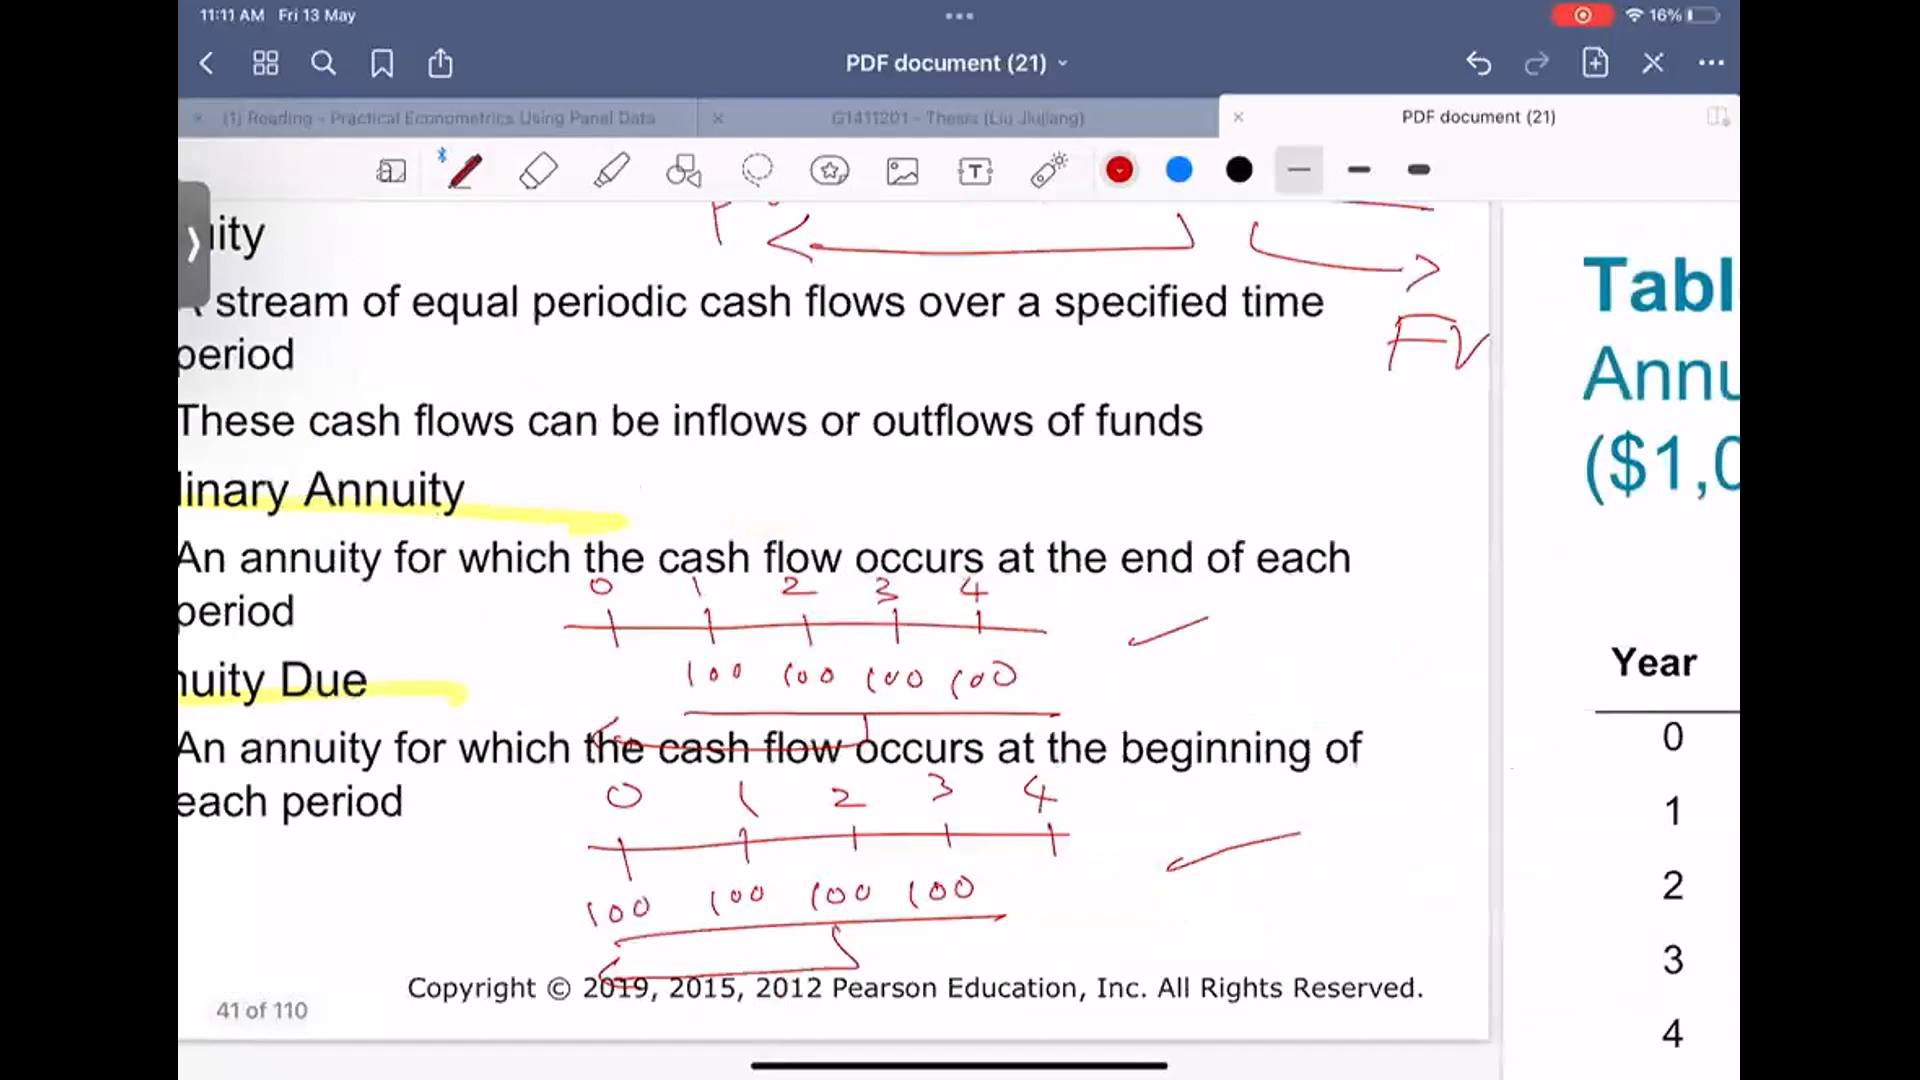 11:11 AM Fri 13 May
16%
PDF document (21)
(1) Reading - Practical Econometrics Using Panel Data
G1411201 - Thesis (Liu Jiujiang)
PDF document (21)
uity
A stream of equal periodic cash flows over a specified time
period
FV
These cash flows can be inflows or outflows of funds
linary Annuity
An annuity for which the cash flow occurs at the end of each
period
0 1 2 3 4
100 100 100 100
nuity Due
An annuity for which the cash flow occurs at the beginning of
each period
0 1 2 3 4
100 100 100 100
Copyright © 2019, 2015, 2012 Pearson Education, Inc. All Rights Reserved.
41 of 110
Tabl
Annu
($1,0
Year
0
1
2
3
4